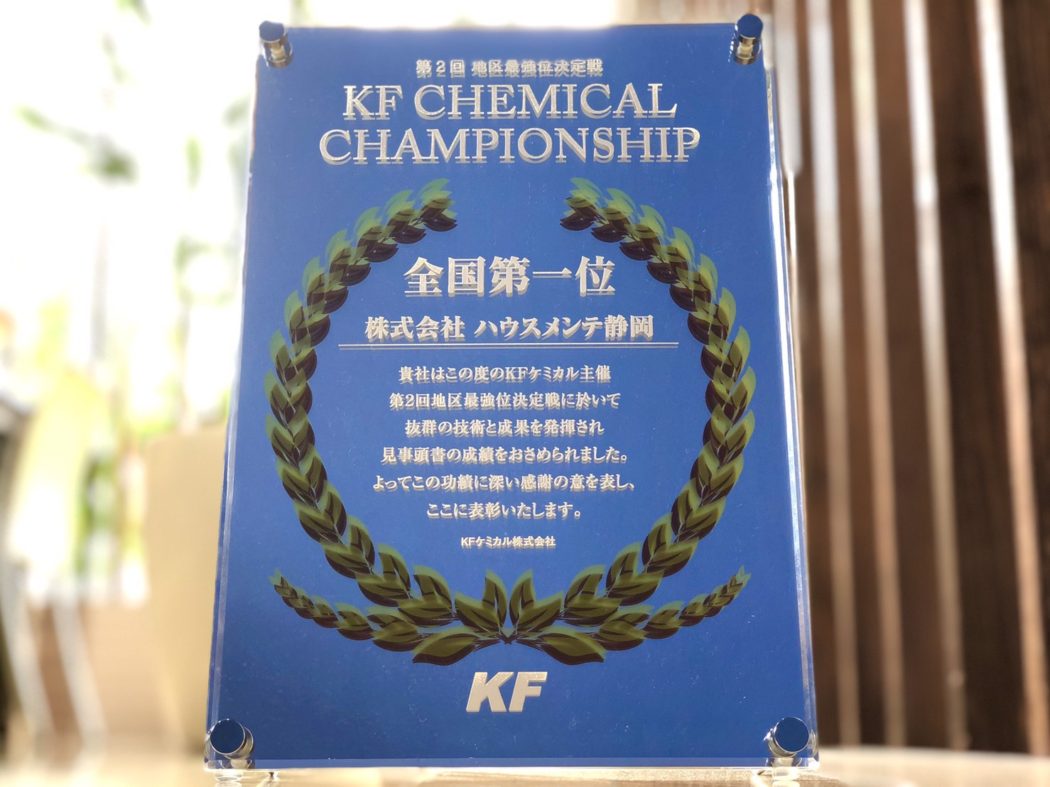 第2回 地区最強位決定戦
KF CHEMICAL
CHAMPIONSHIP
全国第一位
株式会社 ハウスメンテ静岡
貴社はこの度のKFケミカル主催
第2回地区最強位決定戦に於いて
抜群の技術と成果を発揮され
見事頭書の成績をおさめられました。
よってこの功績に深い感謝の意を表し、
ここに表彰いたします。
KFケミカル株式会社
KF